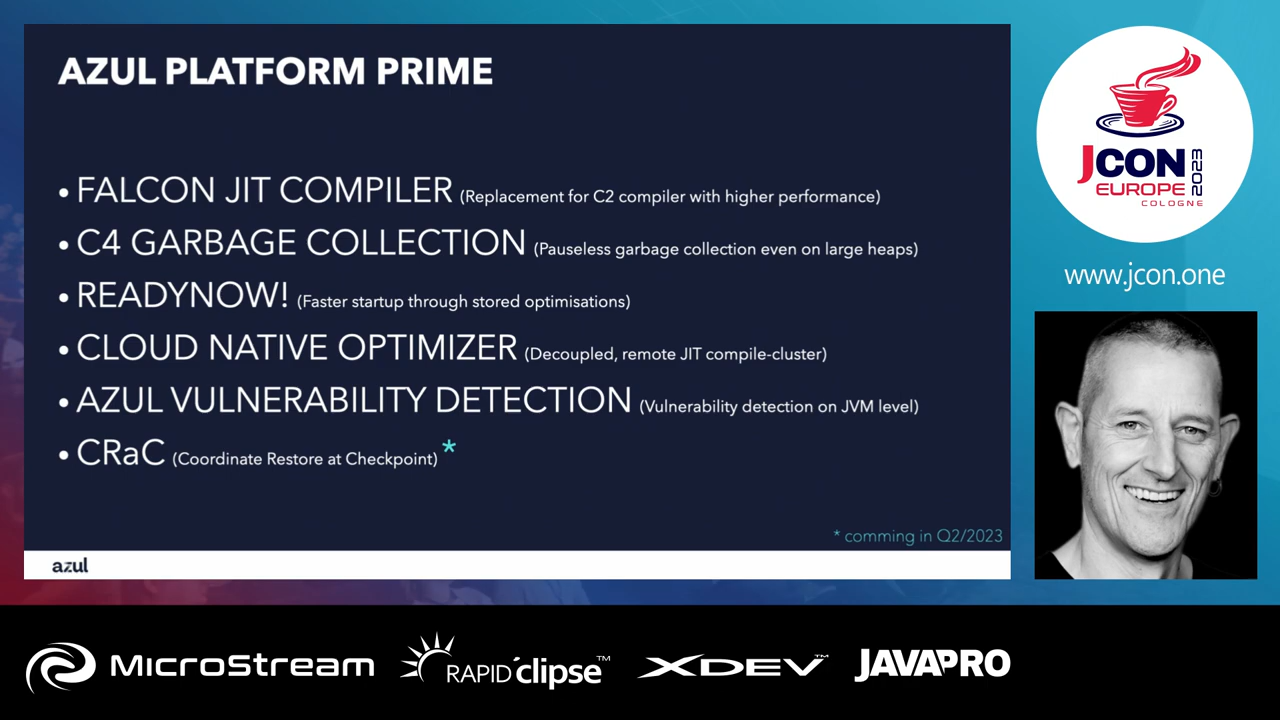 AZUL PLATFORM PRIME
• FALCON JIT COMPILER (Replacement for C2 compiler with higher performance)
• C4 GARBAGE COLLECTION (Pauseless garbage collection even on large heaps)
• READYNOW! (Faster startup through stored optimisations)
• CLOUD NATIVE OPTIMIZER (Decoupled, remote JIT compile-cluster)
• AZUL VULNERABILITY DETECTION (Vulnerability detection on JVM level)
• CRaC (Coordinate Restore at Checkpoint) *
* comming in Q2/2023
azul
JCON
EUROPE
2023
COLOGNE
www.jcon.one
MicroStream
RAPIDclipse™
XDEV™
JAVAPRO